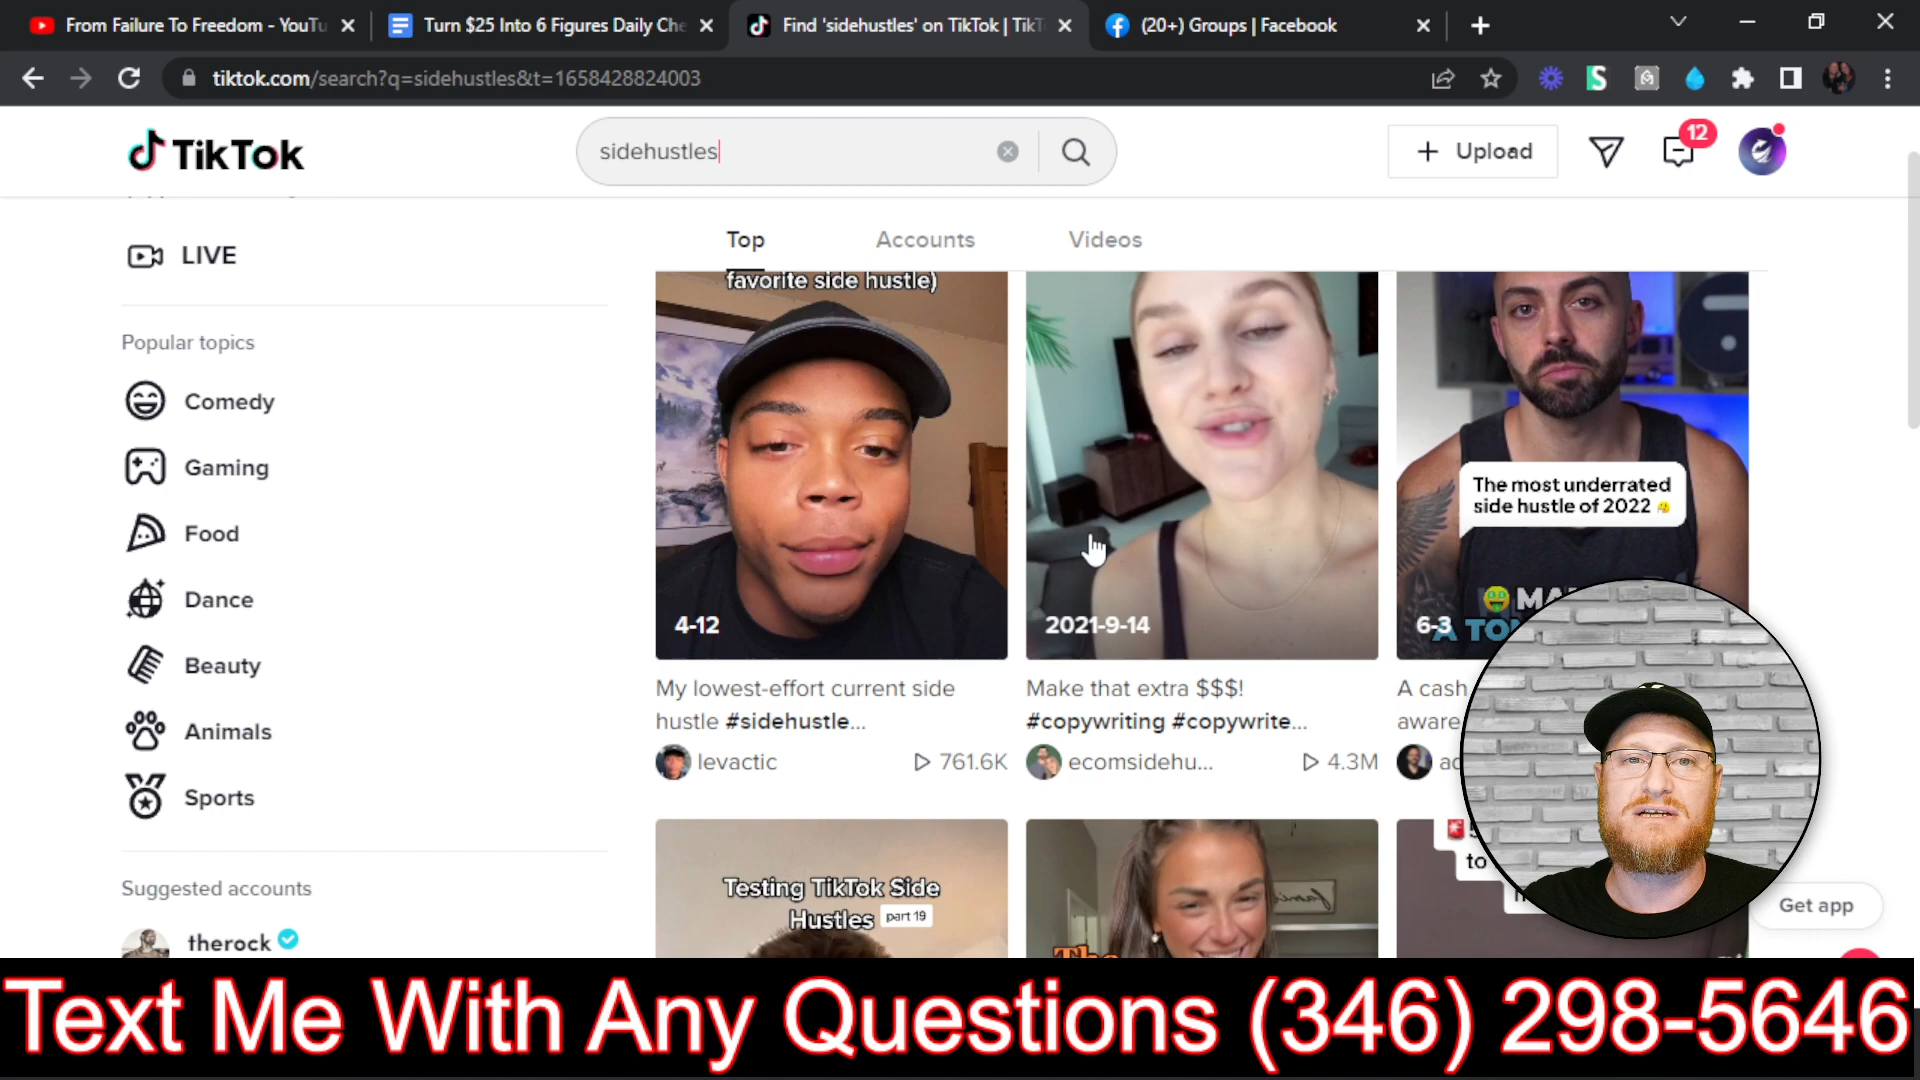 From Failure To Freedom - YouTu
Turn $25 Into 6 Figures Daily Che
Find 'sidehustles' on TikTok | TikT
(20+) Groups | Facebook
tiktok.com/search?q=sidehustles&t=1658428824003
TikTok
sidehustles
Upload
12
LIVE
Top
Accounts
Videos
Popular topics
Comedy
Gaming
Food
Dance
Beauty
Animals
Sports
Suggested accounts
therock
favorite side hustle)
4-12
My lowest-effort current side
hustle #sidehustle...
levactic
761.6K
2021-9-14
Make that extra $$$!
#copywriting #copywrite...
ecomsidehu...
4.3M
The most underrated
side hustle of 2022
6-3
A cash
aware
Testing TikTok Side
Hustles part 19
The
to
Get app
Text Me With Any Questions (346) 298-5646